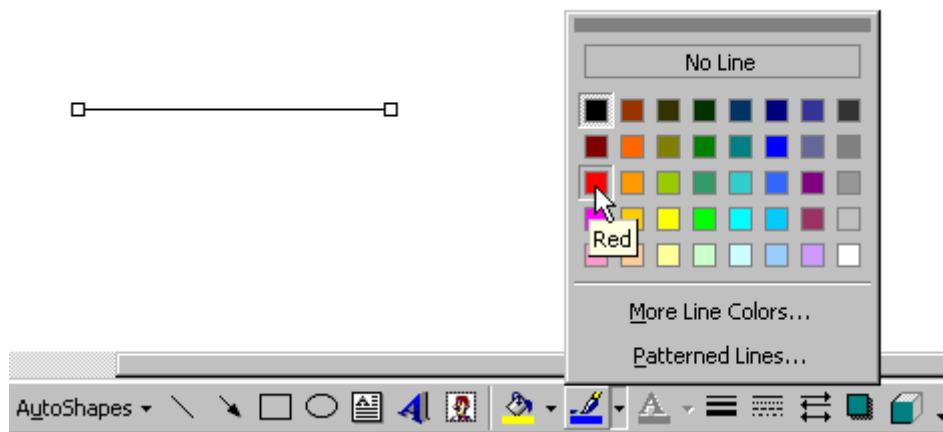 No Line
Red
More Line Colors...
Patterned Lines...
AutoShapes